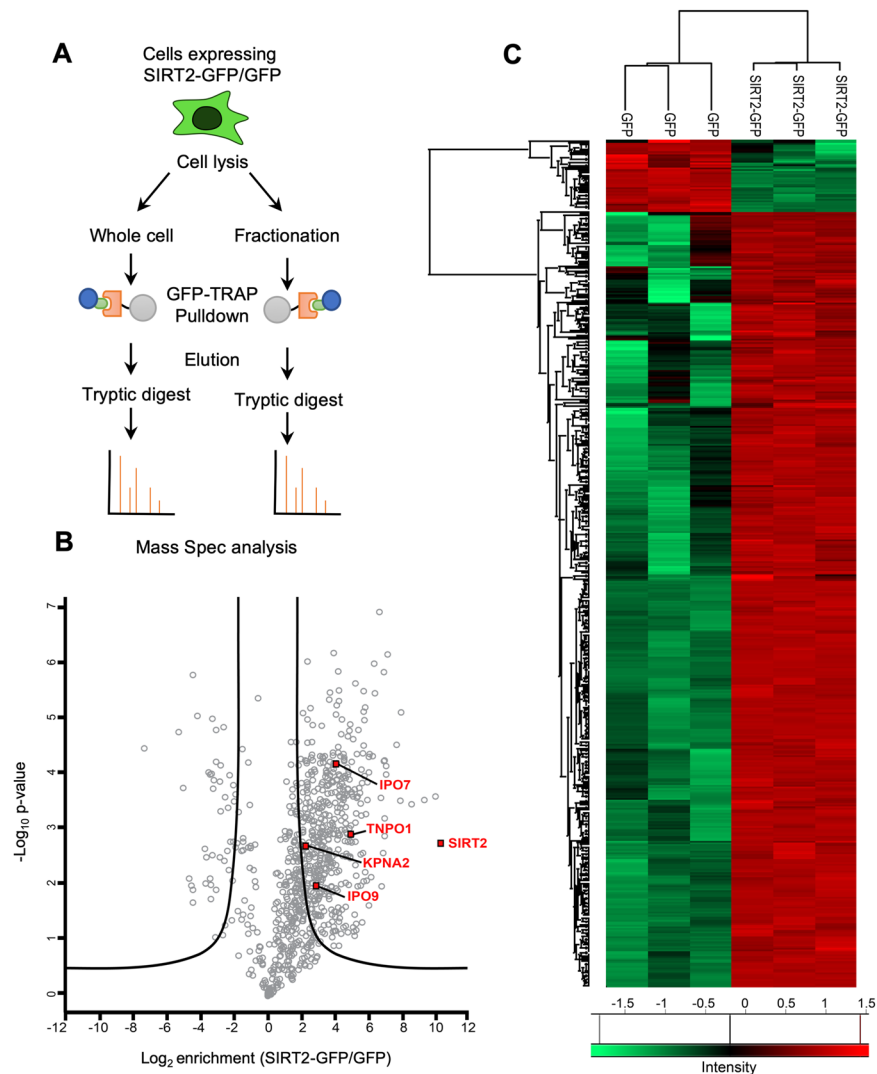 A
Cells expressing
SIRT2-GFP/GFP
Cell lysis
Whole cell
Fractionation
GFP-TRAP
Pulldown
Elution
Tryptic digest
Tryptic digest
Mass Spec analysis
B
7
6
5
4
3
2
1
0
-Log10 p-value
IPO7
TNPO1
SIRT2
KPNA2
IPO9
-12 -10 -8 -6 -4 -2 0 2 4 6 8 10 12
Log2 enrichment (SIRT2-GFP/GFP)
C
GFP
GFP
GFP
SIRT2-GFP
SIRT2-GFP
SIRT2-GFP
-1.5 -1 -0.5 0 0.5 1 1.5
Intensity